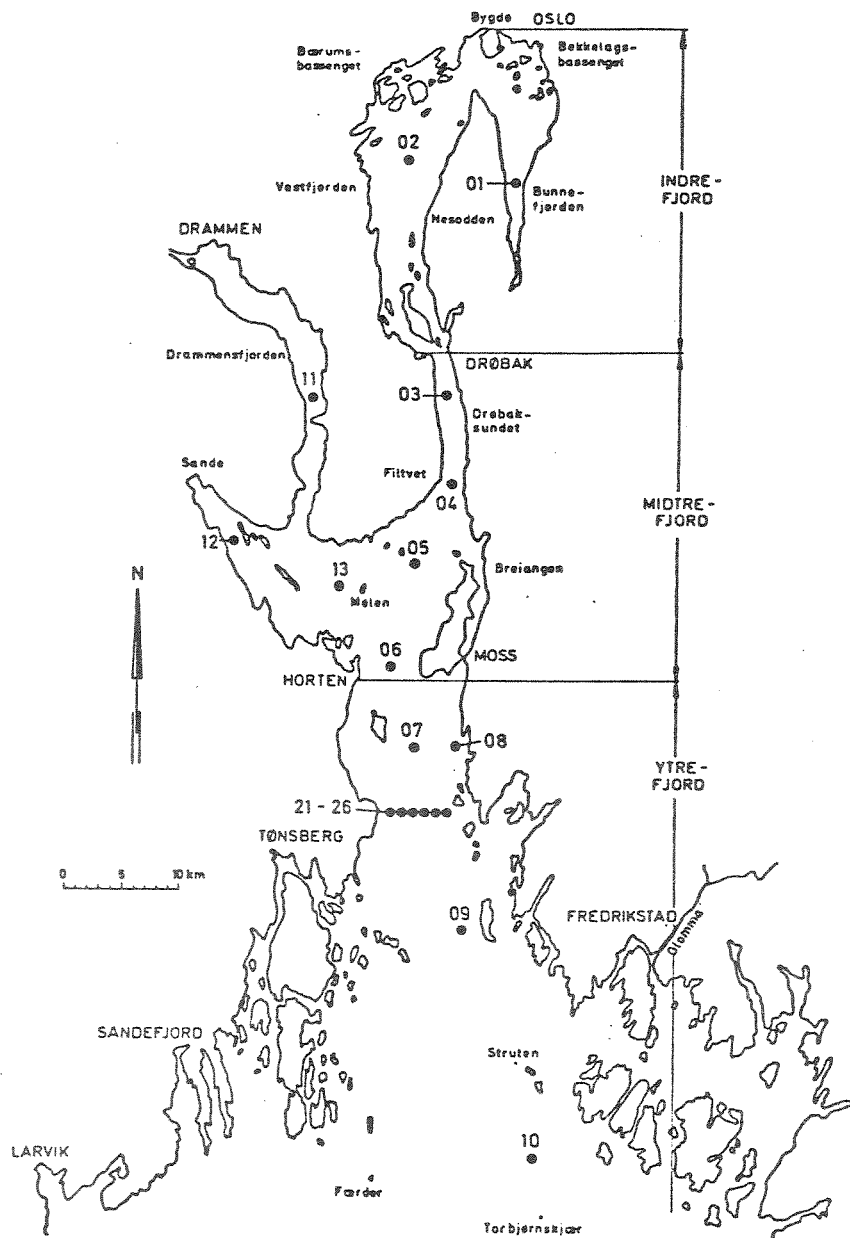 Bygde OSLO
Bærums-
bassenget
Bekkelags-
bassenget
02
01
Vestfjorden
Bunne-
fjorden
Nesodden
INDRE-
FJORD
DRAMMEN
Drammensfjorden
DRØBAK
11
03
Drøbak-
sundet
Sande
Filtvet
04
MIDTRE-
FJORD
12
05
13
Breiangen
Mølen
N
06
MOSS
HORTEN
07
08
YTRE-
FJORD
21 - 26
TØNSBERG
0 5 10 km
09
FREDRIKSTAD
Glomma
SANDEFJORD
Struten
10
LARVIK
Færder
Torbjørnskjær